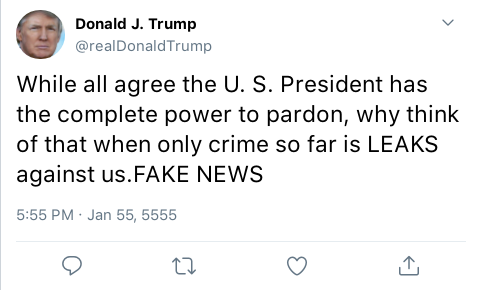 Donald J. Trump
@realDonaldTrump
While all agree the U. S. President has
the complete power to pardon, why think
of that when only crime so far is LEAKS
against us.FAKE NEWS
5:55 PM · Jan 55, 5555